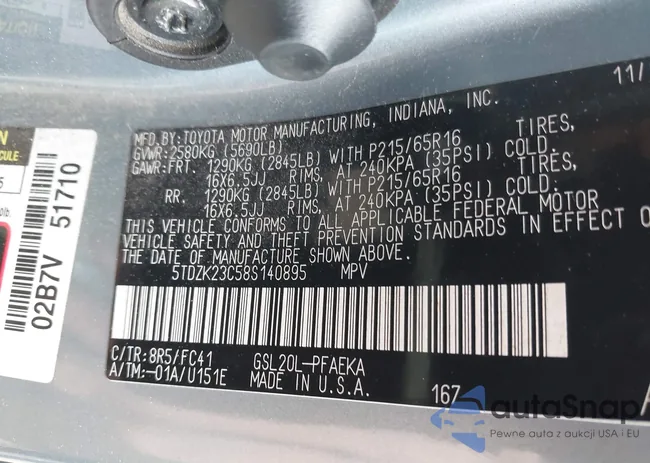 11/
MFD.BY:TOYOTA MOTOR MANUFACTURING, INDIANA, INC.
GVWR:2580KG (5690LB)
GAWR:FRT. 1290KG (2845LB) WITH P215/65R16 TIRES,
16X6.5JJ RIMS, AT 240KPA (35PSI) COLD.
RR. 1290KG (2845LB) WITH P215/65R16 TIRES,
16X6.5JJ RIMS, AT 240KPA (35PSI) COLD.
THIS VEHICLE CONFORMS TO ALL APPLICABLE FEDERAL MOTOR
VEHICLE SAFETY AND THEFT PREVENTION STANDARDS IN EFFECT O
THE DATE OF MANUFACTURE SHOWN ABOVE.
5TDZK23C58S140895 MPV
C/TR:8R5/FC41 GSL20L-PFAEKA
A/TM:-01A/U151E MADE IN U.S.A.
167
02B7V 51710
autoSnap
Pewne auta z aukcji USA i EU